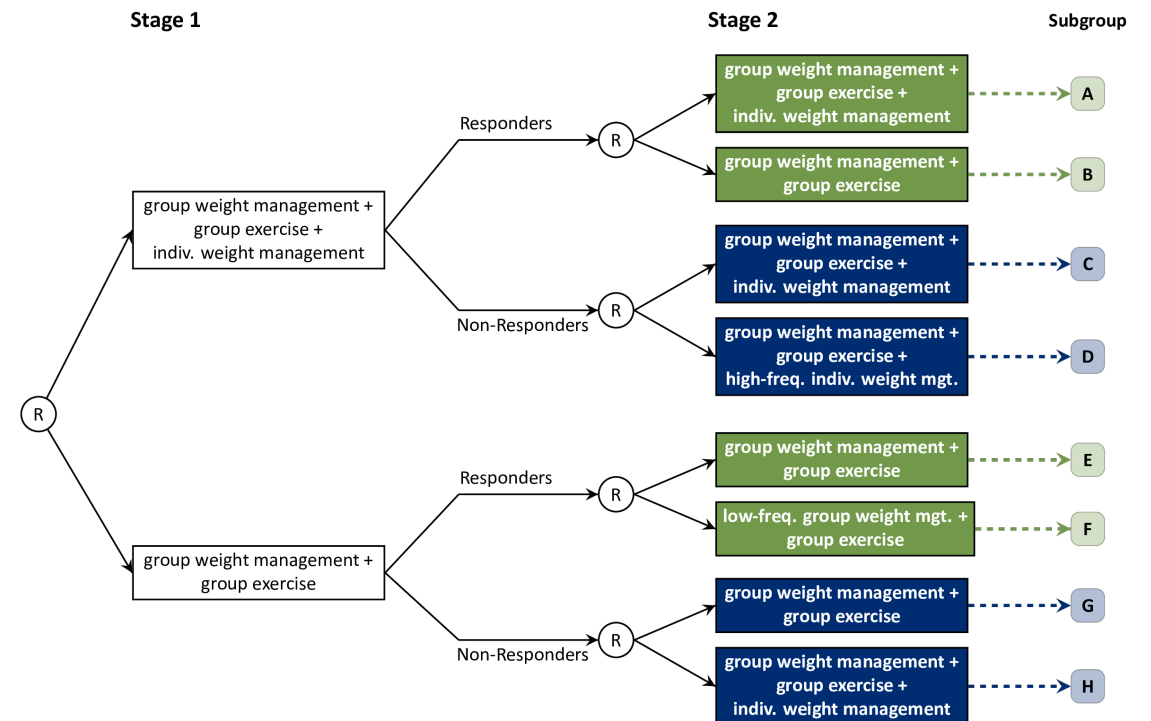 Stage 1
Stage 2
Subgroup
group weight management +
group exercise +
indiv. weight management
A
Responders
R
group weight management +
group exercise
B
group weight management +
group exercise +
indiv. weight management
group weight management +
group exercise +
indiv. weight management
C
Non-Responders
R
group weight management +
group exercise +
high-freq. indiv. weight mgt.
D
R
group weight management +
group exercise
E
Responders
R
low-freq. group weight mgt. +
group exercise
F
group weight management +
group exercise
group weight management +
group exercise
G
Non-Responders
R
group weight management +
group exercise +
indiv. weight management
H